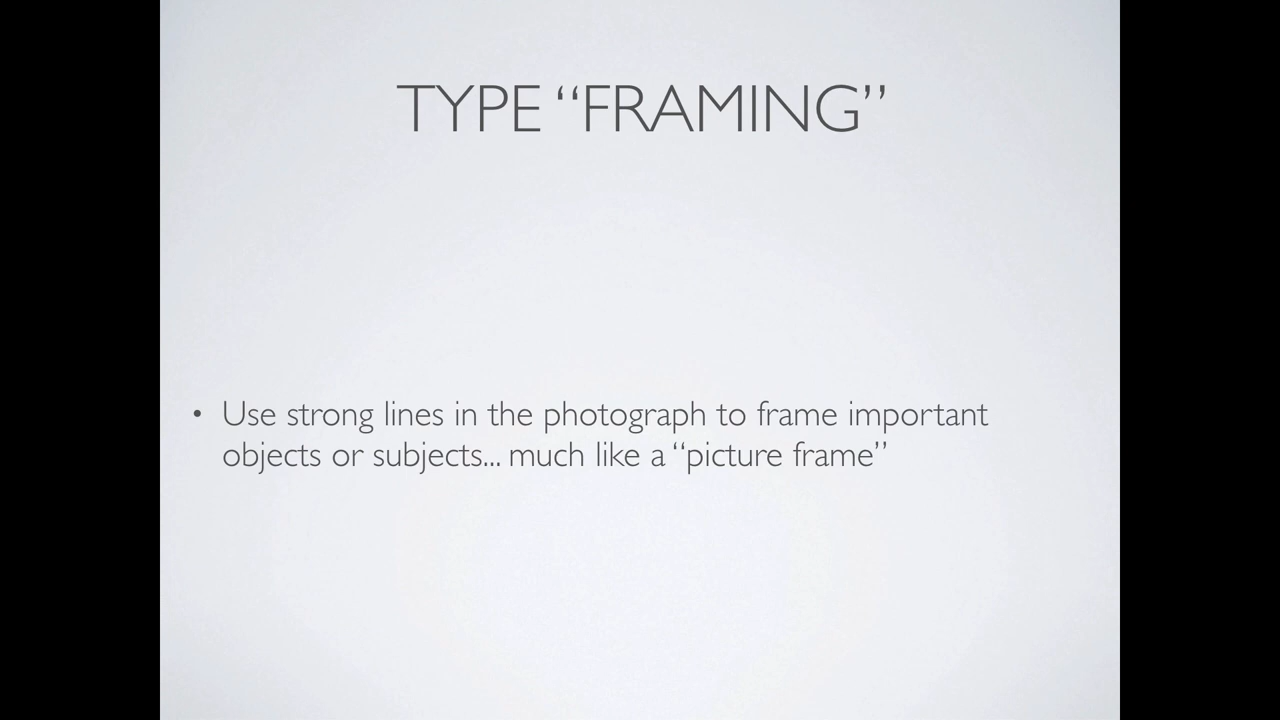 TYPE “FRAMING”
• Use strong lines in the photograph to frame important
objects or subjects... much like a “picture frame”